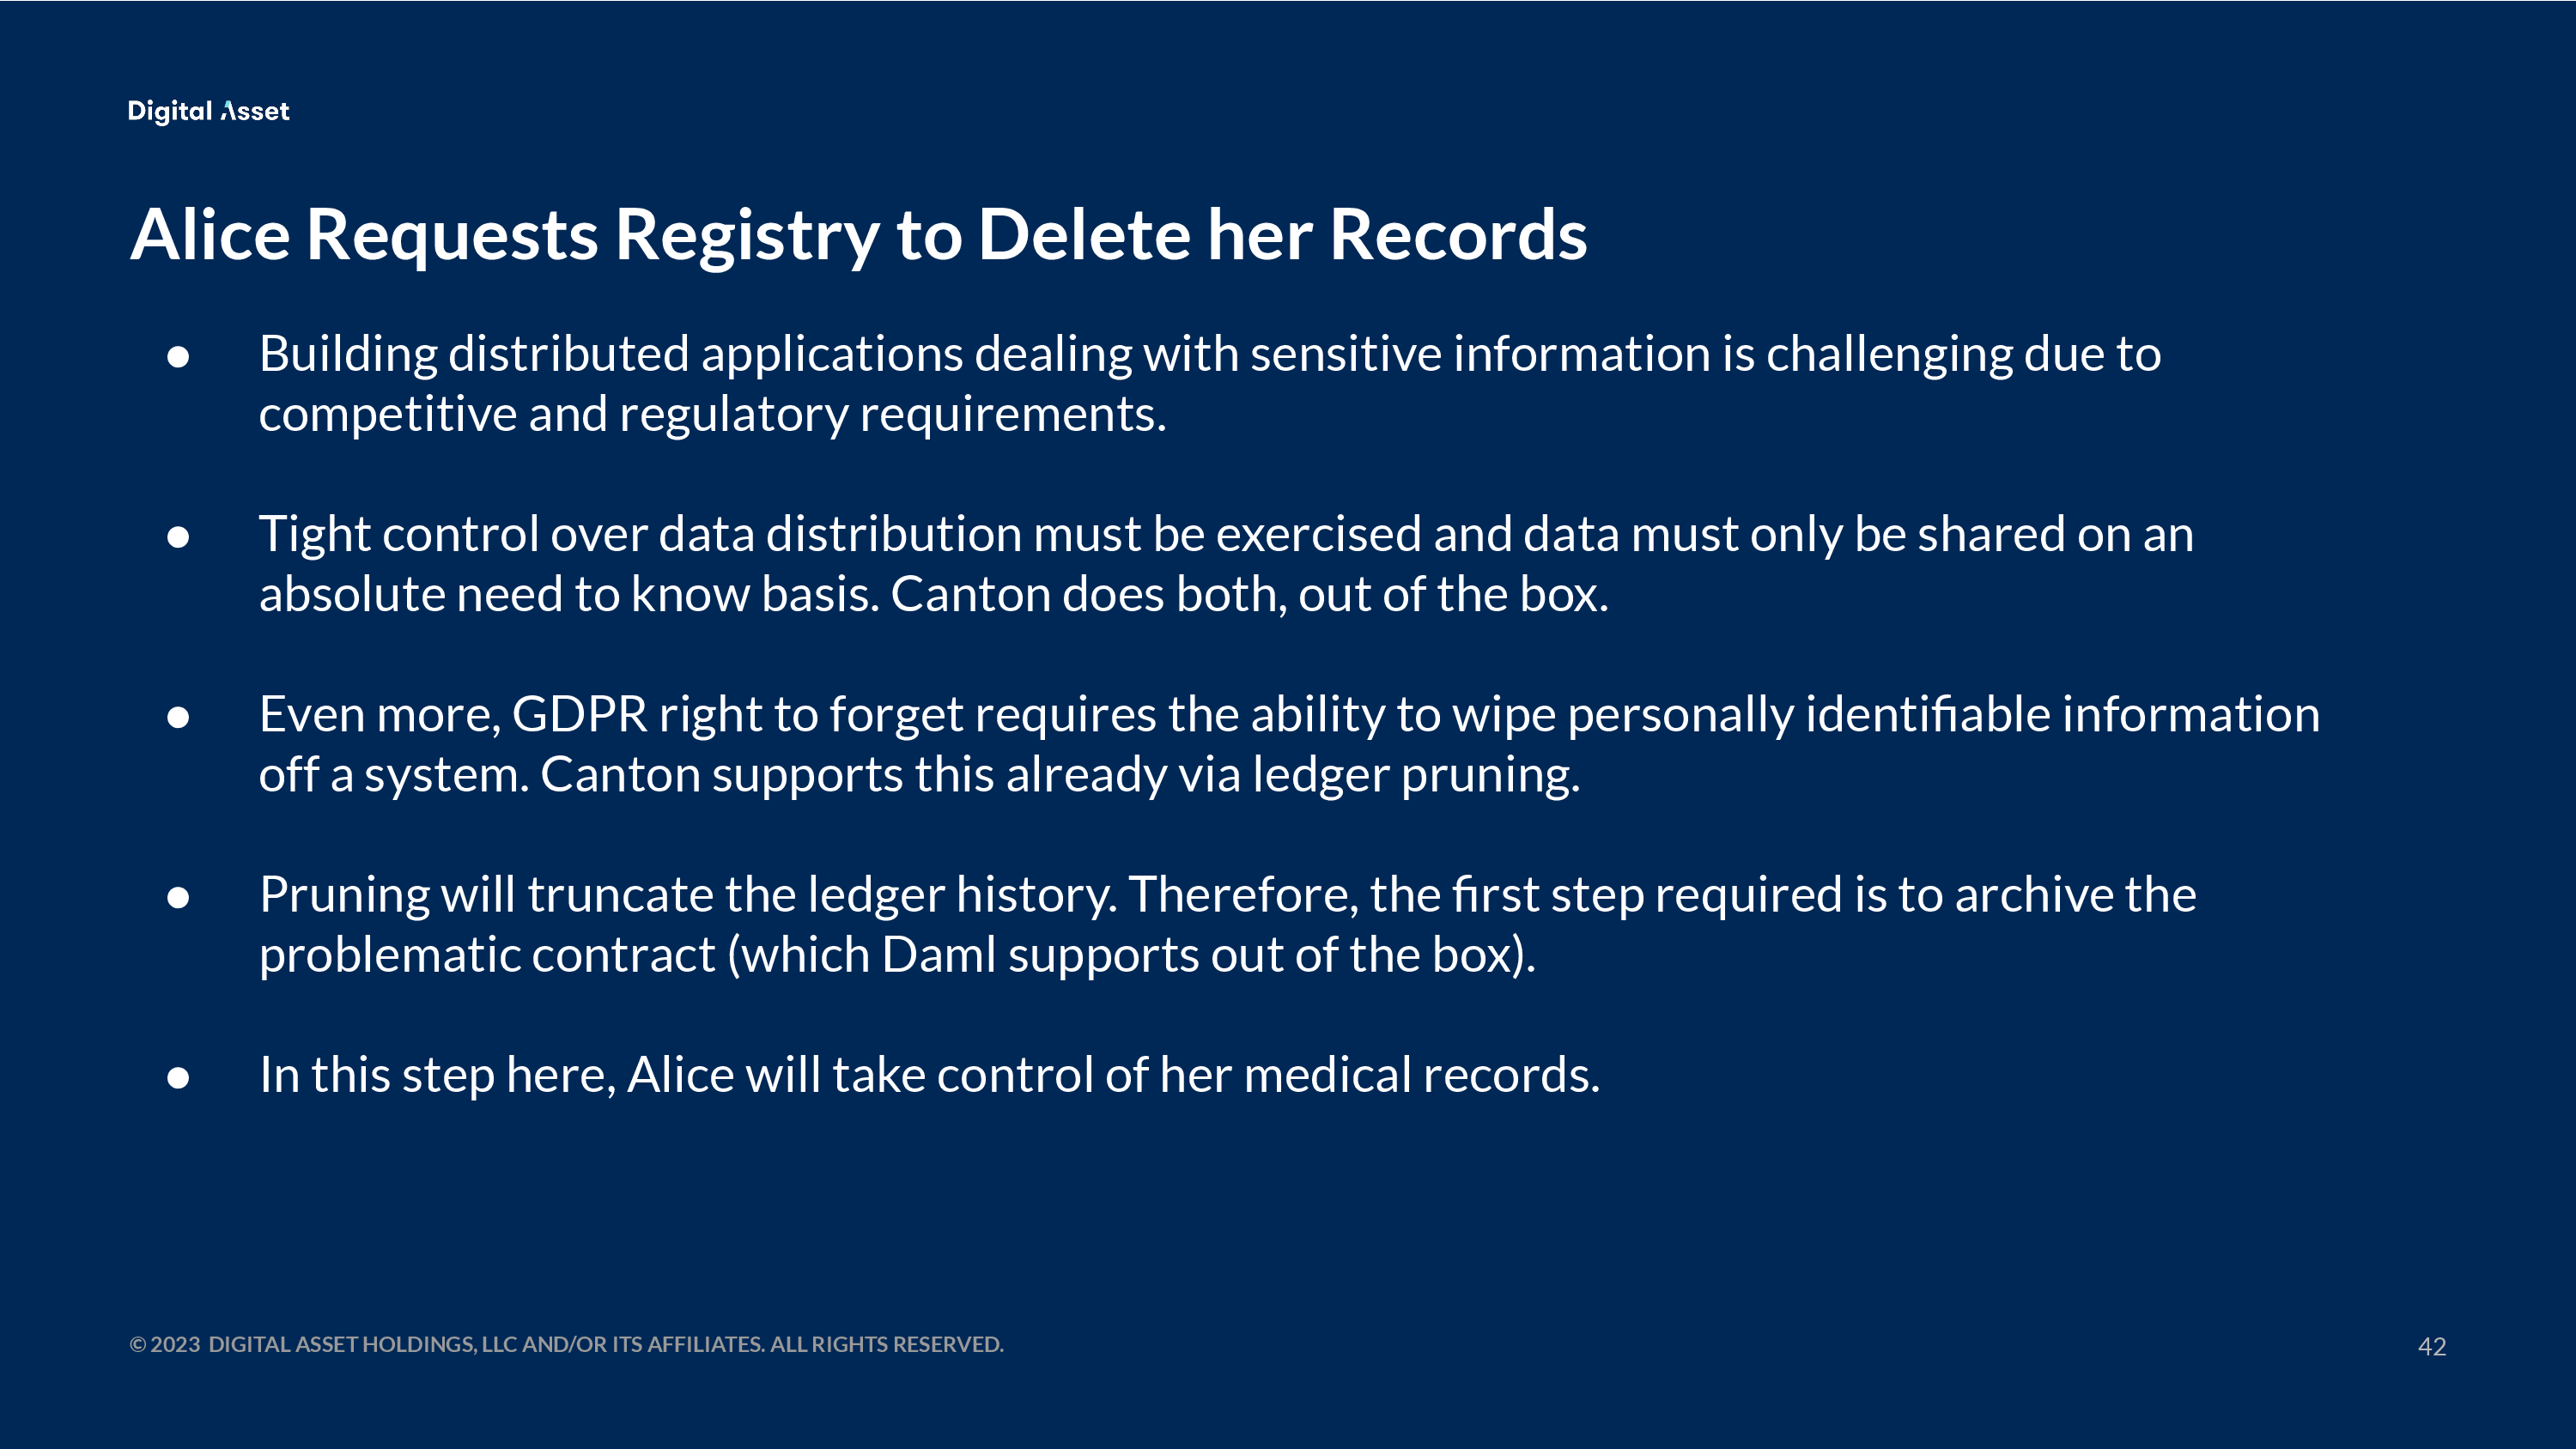 Digital Asset
Alice Requests Registry to Delete her Records
● Building distributed applications dealing with sensitive information is challenging due to
competitive and regulatory requirements.
● Tight control over data distribution must be exercised and data must only be shared on an
absolute need to know basis. Canton does both, out of the box.
● Even more, GDPR right to forget requires the ability to wipe personally identifiable information
off a system. Canton supports this already via ledger pruning.
● Pruning will truncate the ledger history. Therefore, the first step required is to archive the
problematic contract (which Daml supports out of the box).
● In this step here, Alice will take control of her medical records.
© 2023 DIGITAL ASSET HOLDINGS, LLC AND/OR ITS AFFILIATES. ALL RIGHTS RESERVED.
42